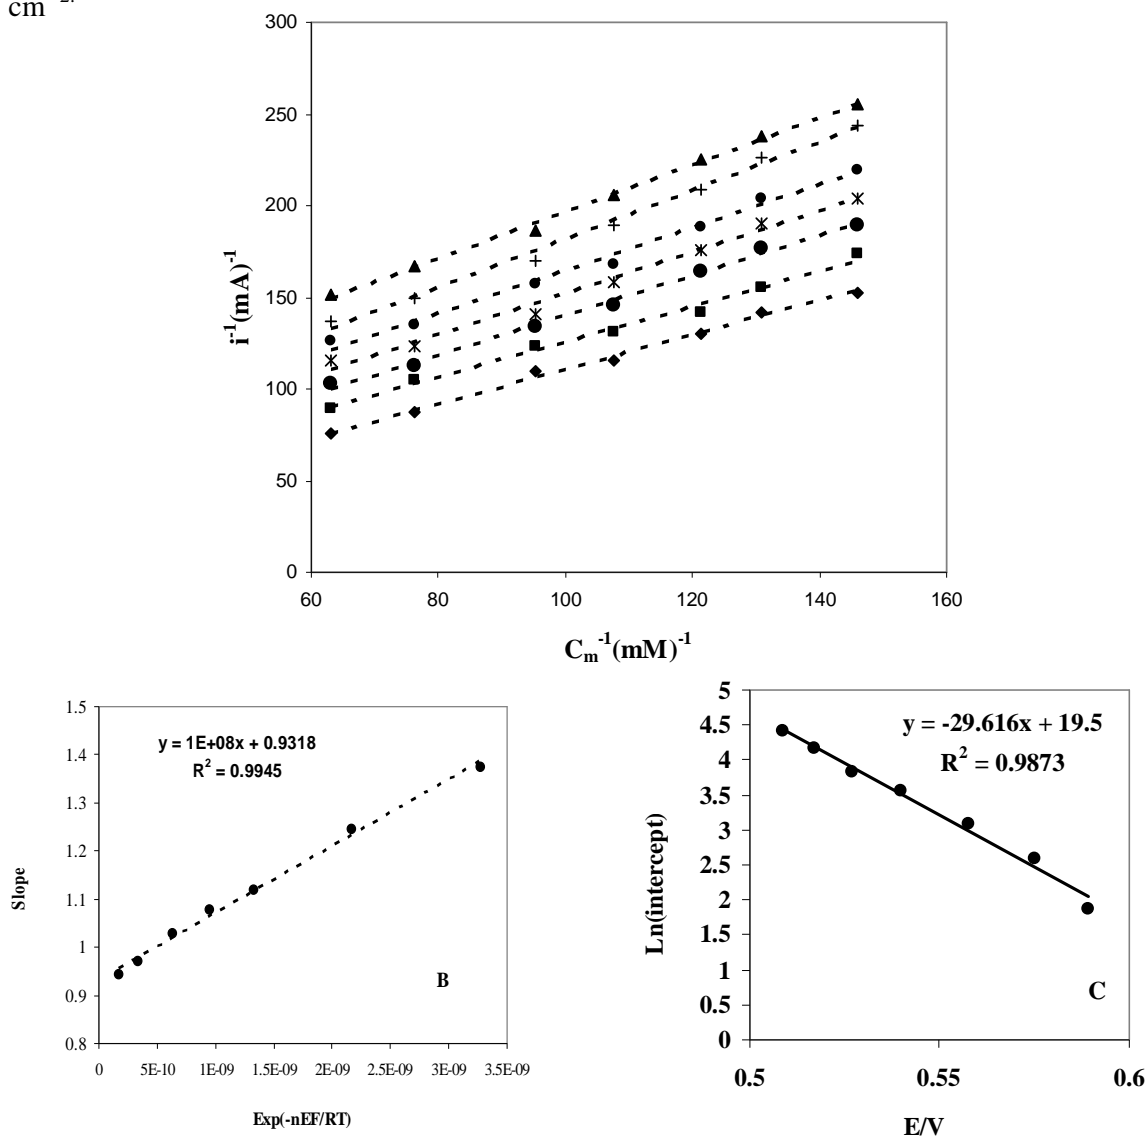 cm -2.
300
250
200
150
100
50
0
i-1(mA)-1
60 80 100 120 140 160
Cm-1(mM)-1
1.5
1.4
1.3
1.2
1.1
1
0.9
0.8
Slope
y = 1E+08x + 0.9318
R2 = 0.9945
B
0 5E-10 1E-09 1.5E-09 2E-09 2.5E-09 3E-09 3.5E-09
Exp(-nEF/RT)
5
4.5
4
3.5
3
2.5
2
1.5
1
0.5
0
Ln(intercept)
y = -29.616x + 19.5
R2 = 0.9873
C
0.5 0.55 0.6
E/V